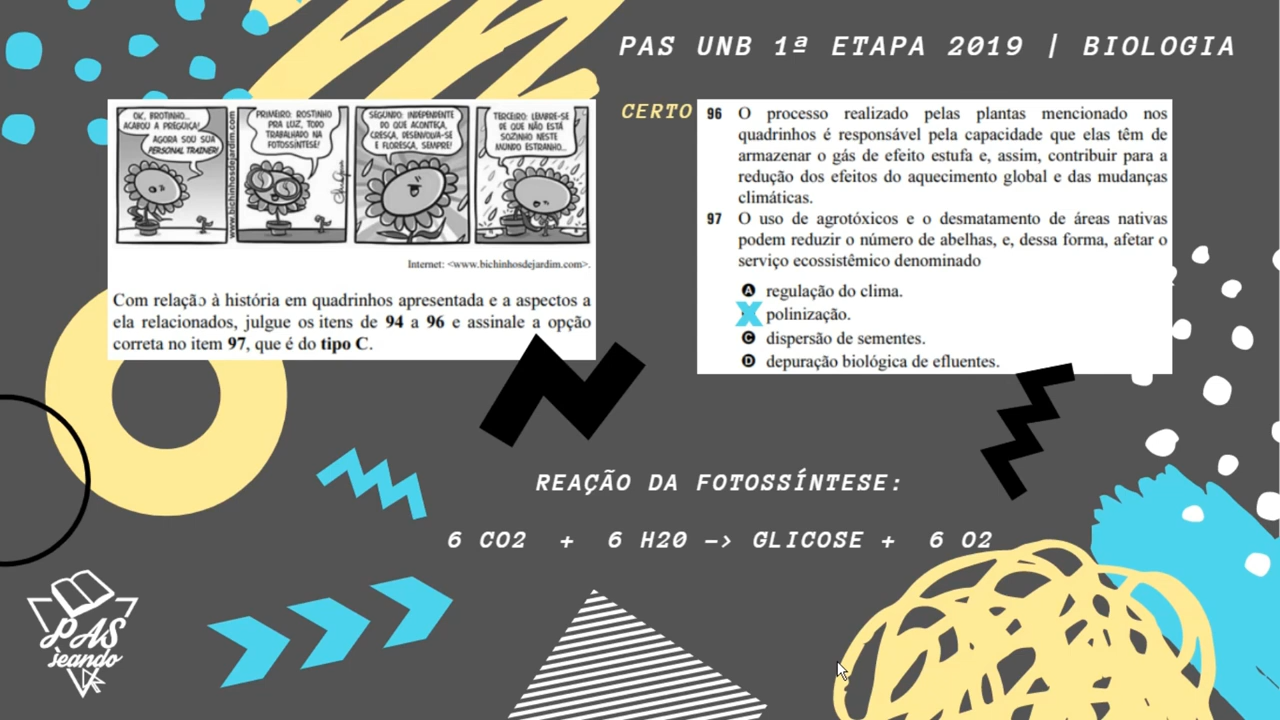 PAS UNB 1ª ETAPA 2019 | BIOLOGIA
OK, BROTINHO...
ACABOU A PREGUIÇA!
AGORA SOU SUA
PERSONAL TRAINER!
www.bichinhosdejardim.com
PRIMEIRO: ROSTINHO
PRA LUZ, TODO
TRABALHADO NA
FOTOSSÍNTESE!
SEGUNDO: INDEPENDENTE
DO QUE ACONTEÇA,
CRESÇA, DESENVOLVA-SE
E FLORESÇA, SEMPRE!
TERCEIRO: LEMBRE-SE
DE QUE NÃO ESTÁ
SOZINHO NESTE
MUNDO ESTRANHO...
Internet: <www.bichinhosdejardim.com>.
Com relação à história em quadrinhos apresentada e a aspectos a
ela relacionados, julgue os itens de 94 a 96 e assinale a opção
correta no item 97, que é do tipo C.
CERTO
96 O processo realizado pelas plantas mencionado nos
quadrinhos é responsável pela capacidade que elas têm de
armazenar o gás de efeito estufa e, assim, contribuir para a
redução dos efeitos do aquecimento global e das mudanças
climáticas.
97 O uso de agrotóxicos e o desmatamento de áreas nativas
podem reduzir o número de abelhas, e, dessa forma, afetar o
serviço ecossistêmico denominado
A regulação do clima.
X polinização.
C dispersão de sementes.
D depuração biológica de efluentes.
REAÇÃO DA FOTOSSÍNTESE:
6 CO2 + 6 H20 -> GLICOSE + 6 O2
PAS
seando